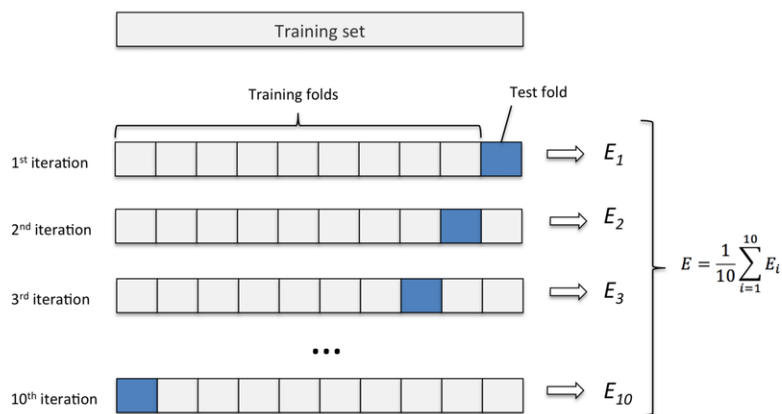 Training set
Training folds
Test fold
1st iteration
E1
2nd iteration
E2
3rd iteration
E3
E = 1/10 ∑ i=1 10 Ei
...
10th iteration
E10